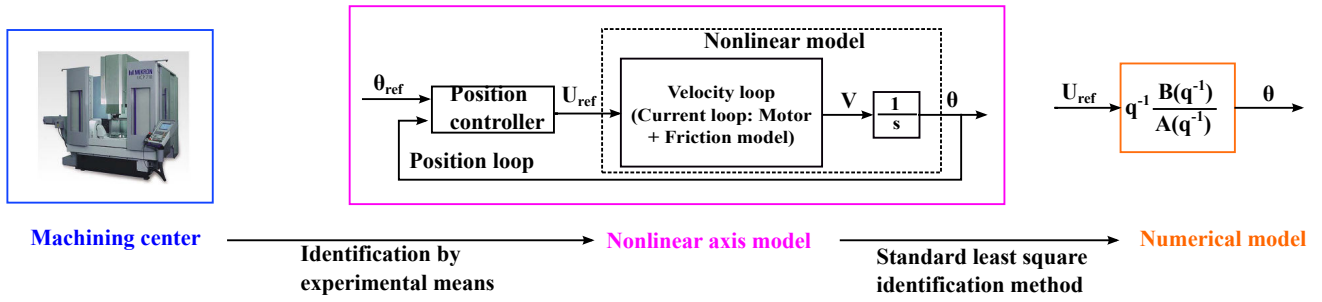 Nonlinear model
θref
Position
controller
Uref
Velocity loop
(Current loop: Motor
+ Friction model)
V
1
s
θ
Position loop
Uref
q-1 B(q-1)
A(q-1)
θ
Machining center
Identification by
experimental means
Nonlinear axis model
Standard least square
identification method
Numerical model